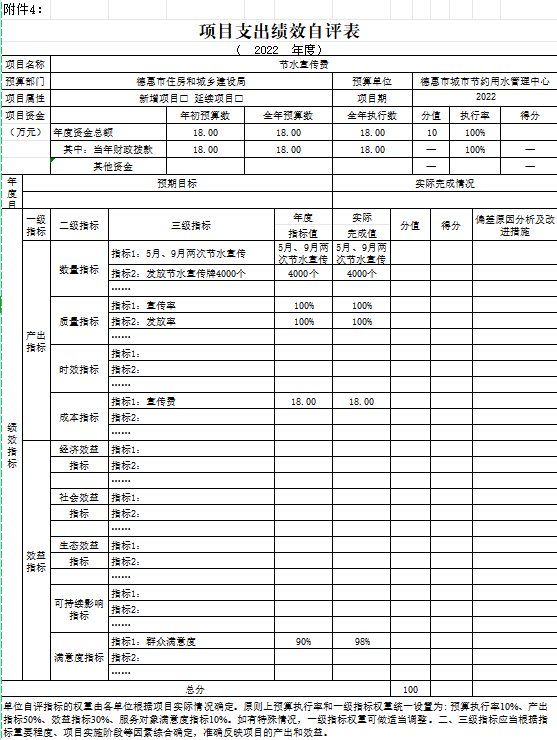 附件4:
项目支出绩效自评表
( 2022 年度)
项目名称 节水宣传费
预算部门 德惠市住房和城乡建设局 预算单位 德惠市城市节约用水管理中心
项目属性 新增项目□ 延续项目□ 项目期 2022
项目资金 年初预算数 全年预算数 全年执行数 分值 执行率 得分
(万元) 年度资金总额 18.00 18.00 18.00 10 100%
其中: 当年财政拨款 18.00 18.00 18.00 — 100% —
其他资金 — —
年度目 预期目标 实际完成情况
绩效指标
一级指标 二级指标 三级指标 年度指标值 实际完成值 分值 得分 偏差原因分析及改进措施
产出指标
数量指标 指标1: 5月、9月两次节水宣传 5月、9月两次节水宣传 5月、9月两次节水宣传
指标2: 发放节水宣传牌4000个 4000个 4000个
……
质量指标 指标1: 宣传率 100% 100%
指标2: 发放率 100% 100%
……
时效指标 指标1:
指标2:
……
成本指标 指标1: 宣传费 18.00 18.00
指标2:
……
效益指标
经济效益指标 指标1:
指标2:
……
社会效益指标 指标1:
指标2:
……
生态效益指标 指标1:
指标2:
……
可持续影响指标 指标1:
指标2:
……
满意度指标 指标1: 群众满意度 90% 98%
指标2:
……
总分 100
单位自评指标的权重由各单位根据项目实际情况确定。原则上预算执行率和一级指标权重统一设置为: 预算执行率10%、产出
指标50%、效益指标30%、服务对象满意度指标10%。如有特殊情况,一级指标权重可做适当调整。二、三级指标应当根据指
标重要程度、项目实施阶段等因素综合确定,准确反映项目的产出和效益。